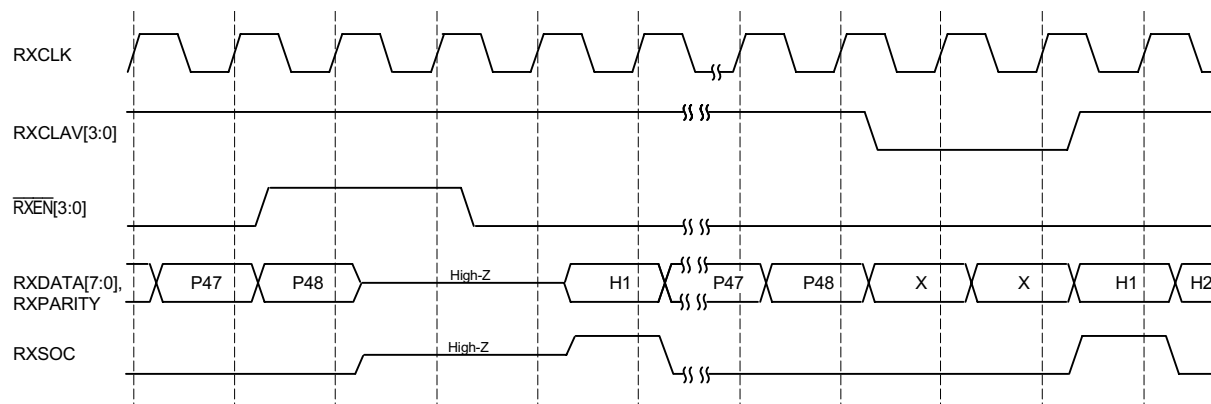 RXCLK
RXCLAV[3:0]
RXEN[3:0]
High-Z
RXDATA[7:0], P47 P48 H1 P47 P48 X X H1 H2
RXPARITY
High-Z
RXSOC